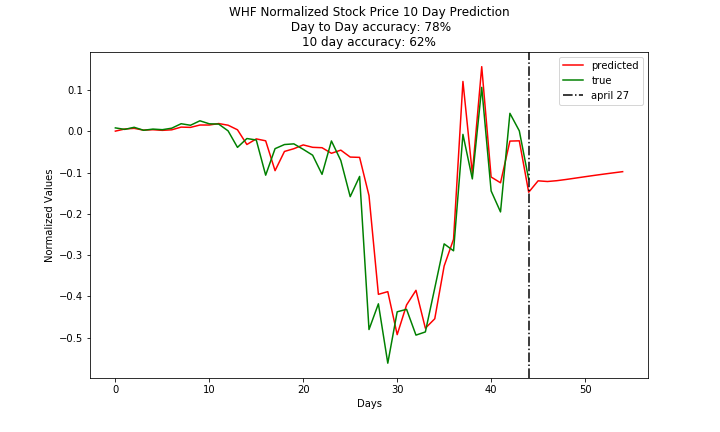 WHF Normalized Stock Price 10 Day Prediction
Day to Day accuracy: 78%
10 day accuracy: 62%
predicted
true
april 27
Normalized Values
0.1
0.0
−0.1
−0.2
−0.3
−0.4
−0.5
0 10 20 30 40 50
Days